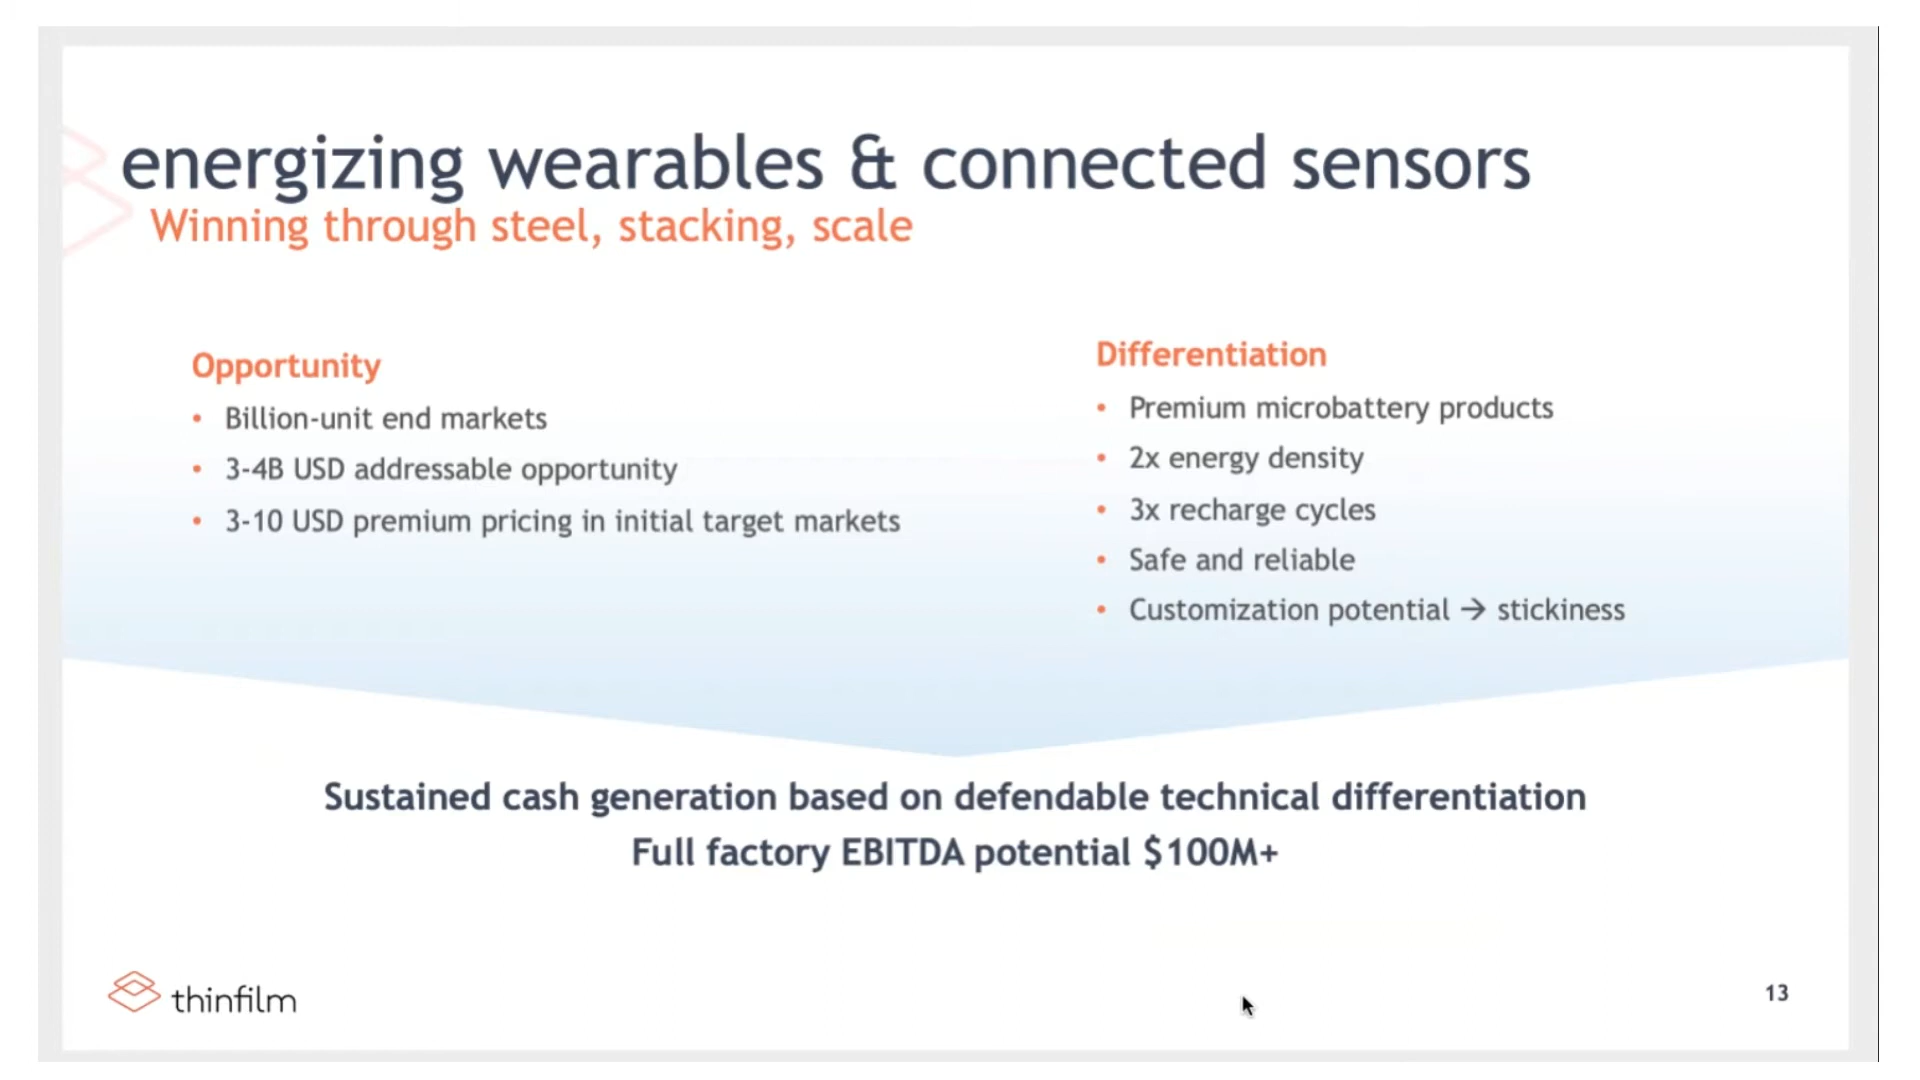 energizing wearables & connected sensors
Winning through steel, stacking, scale
Opportunity
• Billion-unit end markets
• 3-4B USD addressable opportunity
• 3-10 USD premium pricing in initial target markets
Differentiation
• Premium microbattery products
• 2x energy density
• 3x recharge cycles
• Safe and reliable
• Customization potential → stickiness
Sustained cash generation based on defendable technical differentiation
Full factory EBITDA potential $100M+
thinfilm
13